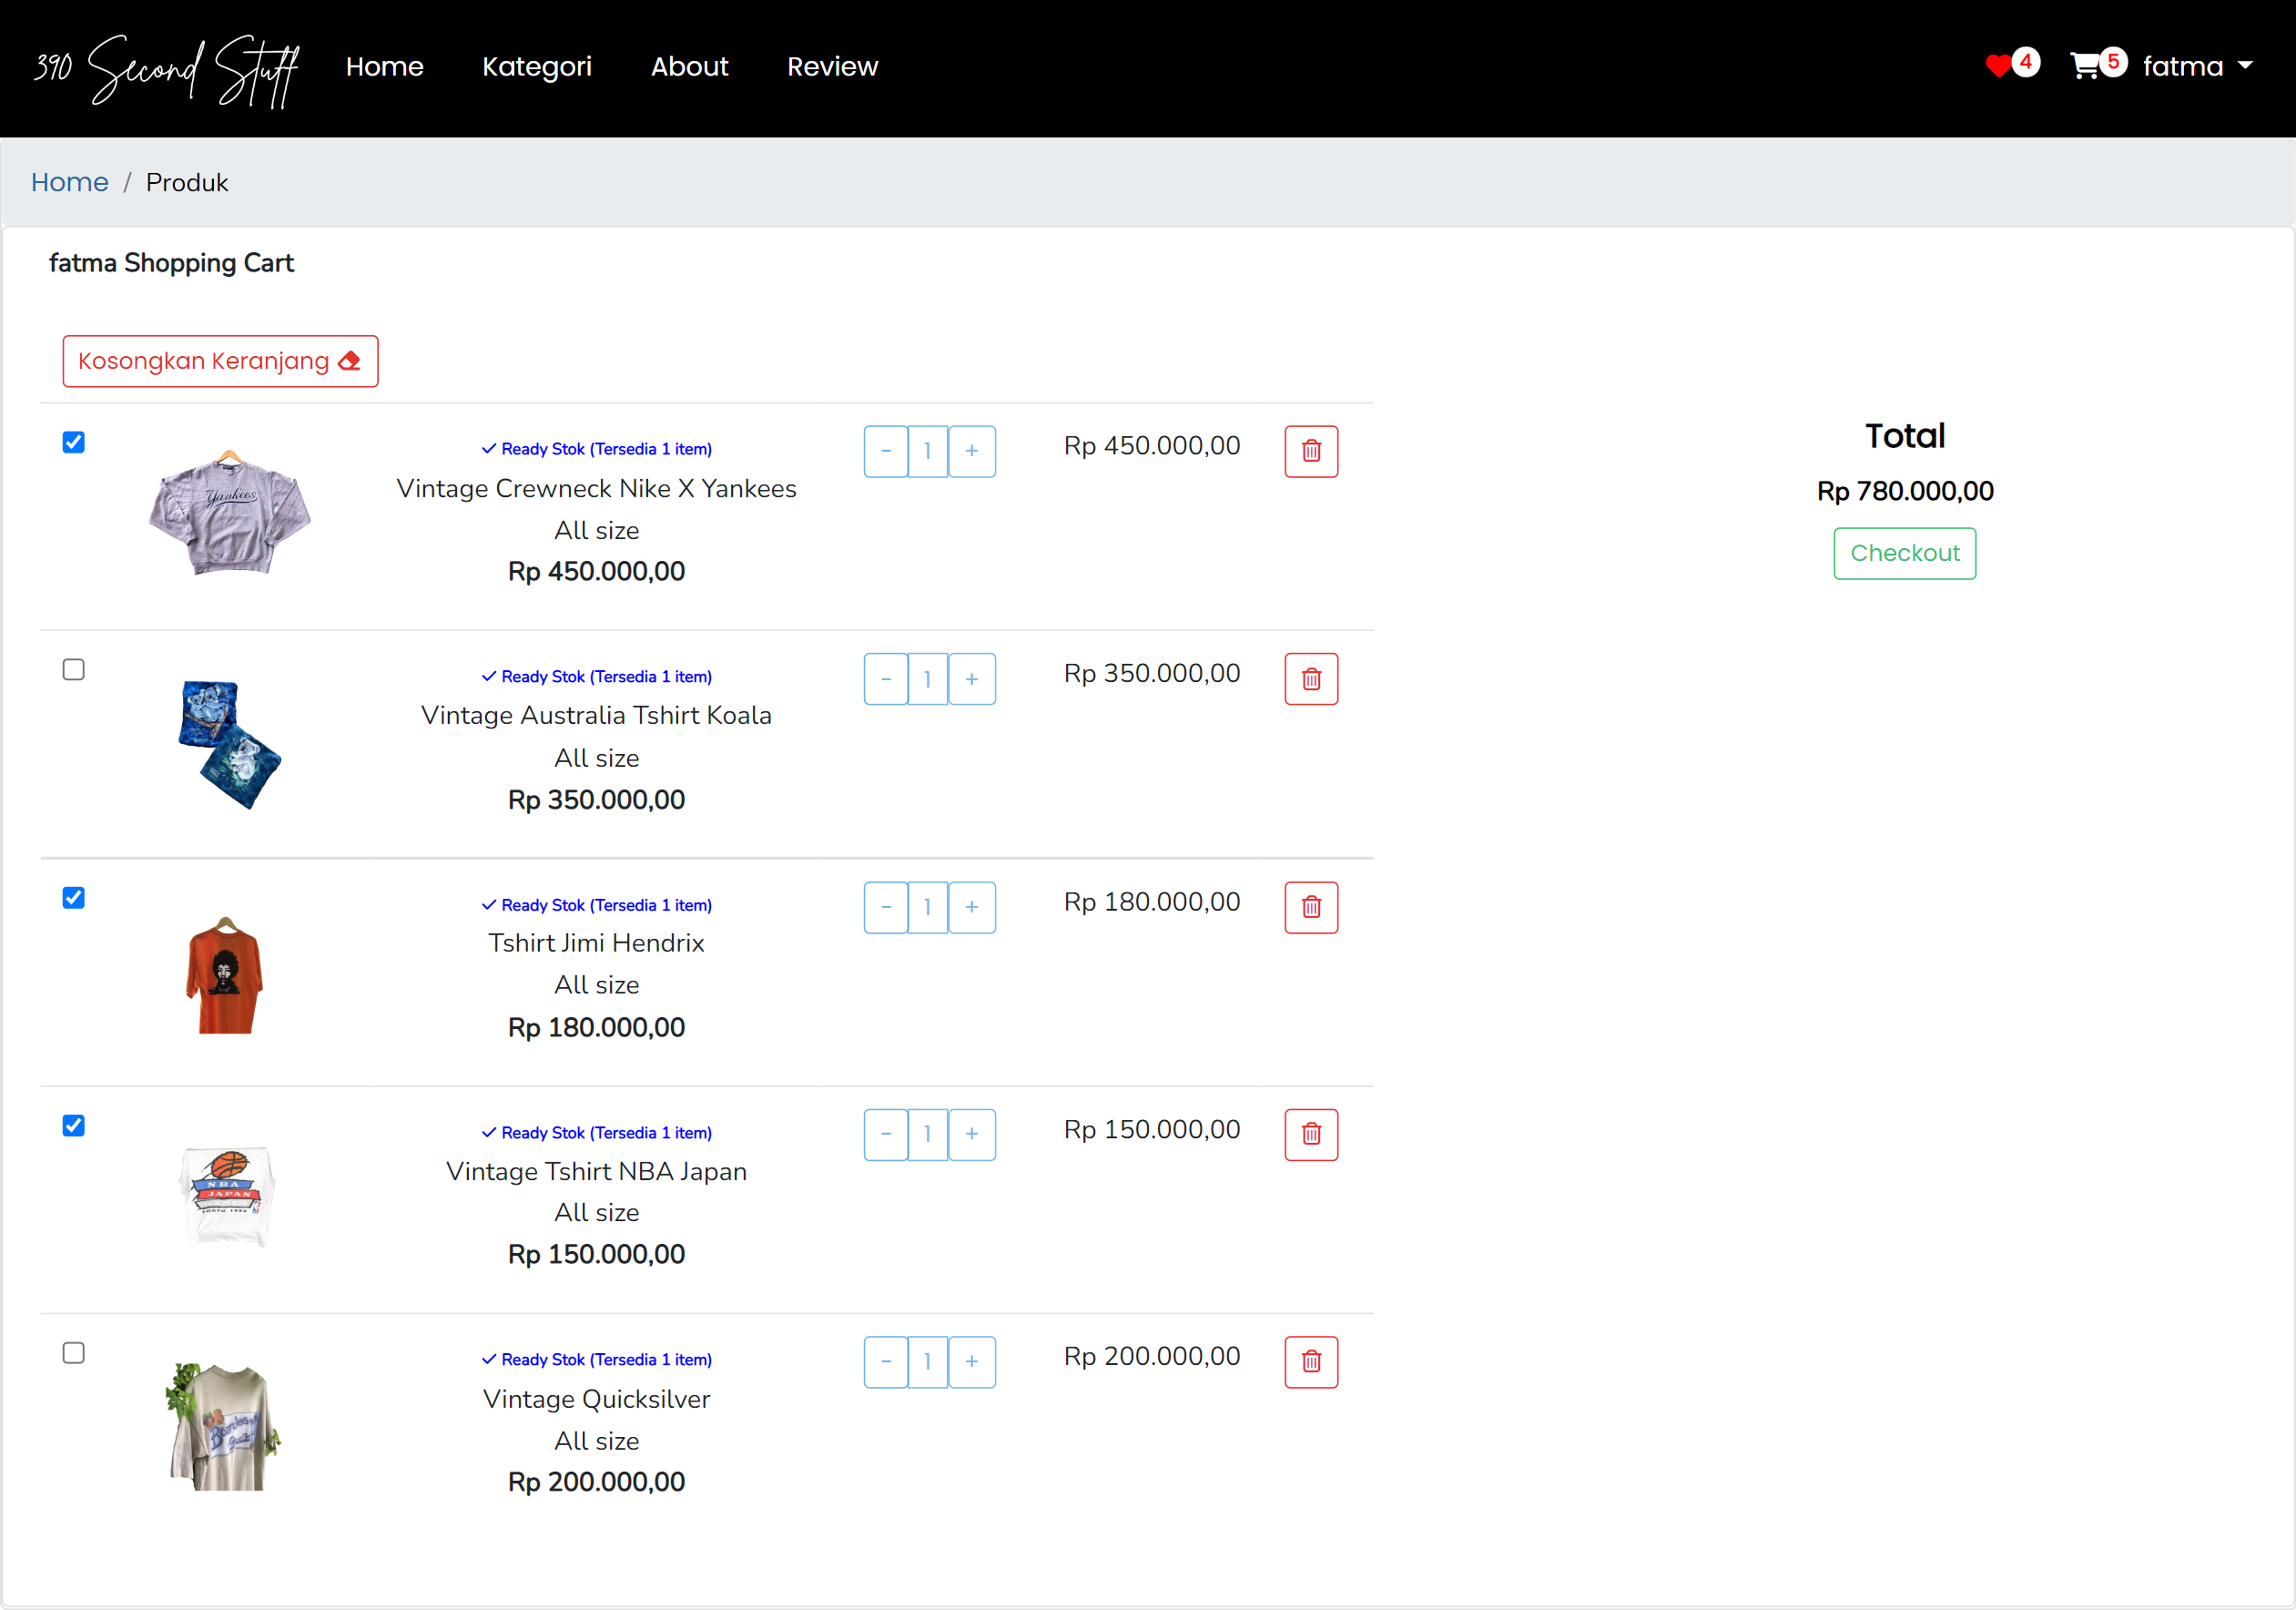 390 Second Stuff
Home Kategori About Review
4 5 fatma
Home / Produk
fatma Shopping Cart
Kosongkan Keranjang
Ready Stok (Tersedia 1 item)
Vintage Crewneck Nike X Yankees
All size
Rp 450.000,00
- 1 +
Rp 450.000,00
Yankees
Total
Rp 780.000,00
Checkout
Ready Stok (Tersedia 1 item)
Vintage Australia Tshirt Koala
All size
Rp 350.000,00
- 1 +
Rp 350.000,00
Ready Stok (Tersedia 1 item)
Tshirt Jimi Hendrix
All size
Rp 180.000,00
- 1 +
Rp 180.000,00
Ready Stok (Tersedia 1 item)
Vintage Tshirt NBA Japan
All size
Rp 150.000,00
- 1 +
Rp 150.000,00
NBA
JAPAN
Ready Stok (Tersedia 1 item)
Vintage Quicksilver
All size
Rp 200.000,00
- 1 +
Rp 200.000,00